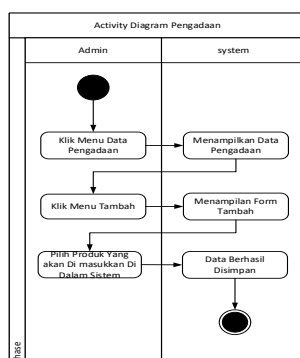 Activity Diagram Pengadaan
Admin
system
Klik Menu Data
Pengadaan
Menampilkan Data
Pengadaan
Klik Menu Tambah
Menampilan Form
Tambah
Pilih Produk Yang
akan Di masukkan Di
Dalam Sistem
Data Berhasil
Disimpan
hase